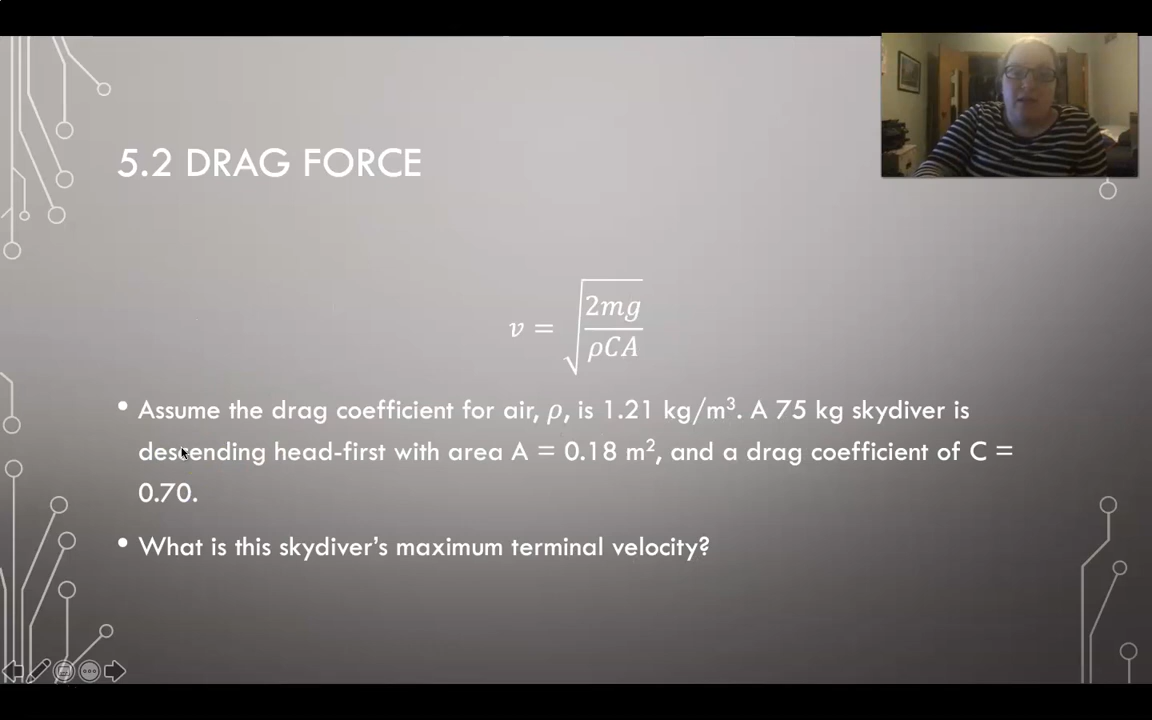 5.2 DRAG FORCE
v = √(2mg/ρCA)
• Assume the drag coefficient for air, ρ, is 1.21 kg/m³. A 75 kg skydiver is
descending head-first with area A = 0.18 m², and a drag coefficient of C =
0.70.
• What is this skydiver’s maximum terminal velocity?